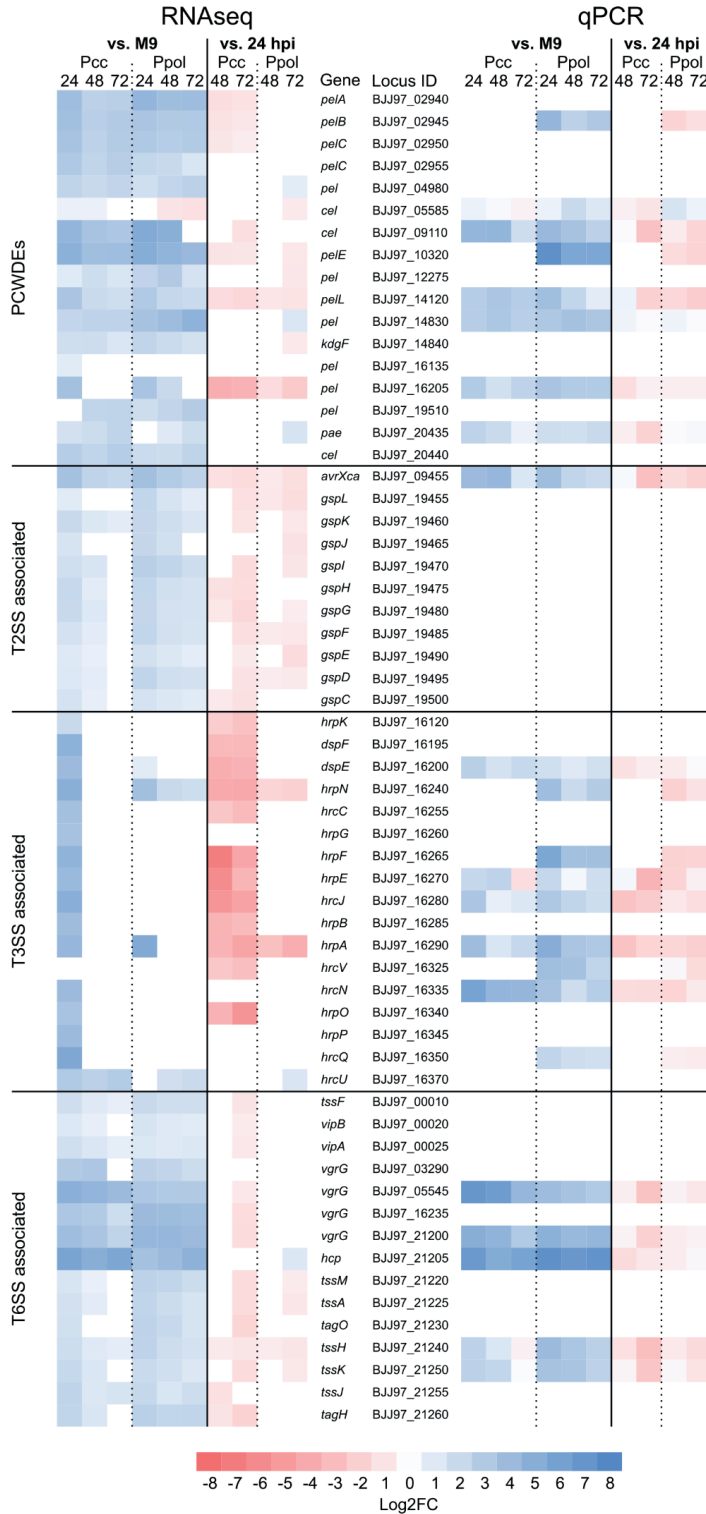 RNAseq qPCR
vs. M9 vs. 24 hpi vs. M9 vs. 24 hpi
Pcc Ppol Pcc Ppol Pcc Ppol Pcc Ppol
24 48 72 24 48 72 48 72 48 72 Gene Locus ID 24 48 72 24 48 72 48 72 48 72
PCWDEs
pelA BJJ97_02940
pelB BJJ97_02945
pelC BJJ97_02950
pelC BJJ97_02955
pel BJJ97_04980
cel BJJ97_05585
cel BJJ97_09110
pelE BJJ97_10320
pel BJJ97_12275
pelL BJJ97_14120
pel BJJ97_14830
kdgF BJJ97_14840
pel BJJ97_16135
pel BJJ97_16205
pel BJJ97_19510
pae BJJ97_20435
cel BJJ97_20440
T2SS associated
avrXca BJJ97_09455
gspL BJJ97_19455
gspK BJJ97_19460
gspJ BJJ97_19465
gspI BJJ97_19470
gspH BJJ97_19475
gspG BJJ97_19480
gspF BJJ97_19485
gspE BJJ97_19490
gspD BJJ97_19495
gspC BJJ97_19500
T3SS associated
hrpK BJJ97_16120
dspF BJJ97_16195
dspE BJJ97_16200
hrpN BJJ97_16240
hrcC BJJ97_16255
hrpG BJJ97_16260
hrpF BJJ97_16265
hrpE BJJ97_16270
hrcJ BJJ97_16280
hrpB BJJ97_16285
hrpA BJJ97_16290
hrcV BJJ97_16325
hrcN BJJ97_16335
hrpO BJJ97_16340
hrpP BJJ97_16345
hrcQ BJJ97_16350
hrcU BJJ97_16370
T6SS associated
tssF BJJ97_00010
vipB BJJ97_00020
vipA BJJ97_00025
vgrG BJJ97_03290
vgrG BJJ97_05545
vgrG BJJ97_16235
vgrG BJJ97_21200
hcp BJJ97_21205
tssM BJJ97_21220
tssA BJJ97_21225
tagO BJJ97_21230
tssH BJJ97_21240
tssK BJJ97_21250
tssJ BJJ97_21255
tagH BJJ97_21260
-8 -7 -6 -5 -4 -3 -2 1 0 1 2 3 4 5 6 7 8
Log2FC